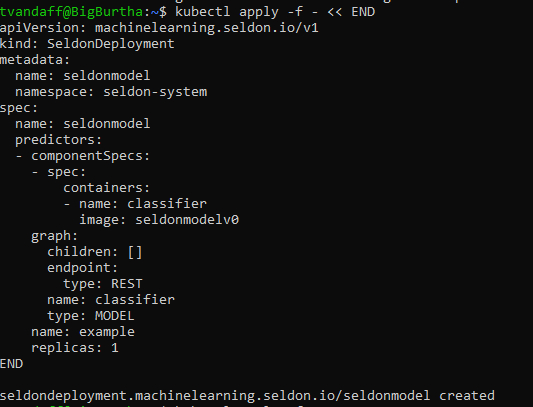 tvandaff@BigBurtha:~$ kubectl apply -f - << END
apiVersion: machinelearning.seldon.io/v1
kind: SeldonDeployment
metadata:
  name: seldonmodel
  namespace: seldon-system
spec:
  name: seldonmodel
  predictors:
  - componentSpecs:
    - spec:
        containers:
        - name: classifier
          image: seldonmodelv0
    graph:
      children: []
      endpoint:
        type: REST
      name: classifier
      type: MODEL
    name: example
    replicas: 1
END
seldondeployment.machinelearning.seldon.io/seldonmodel created